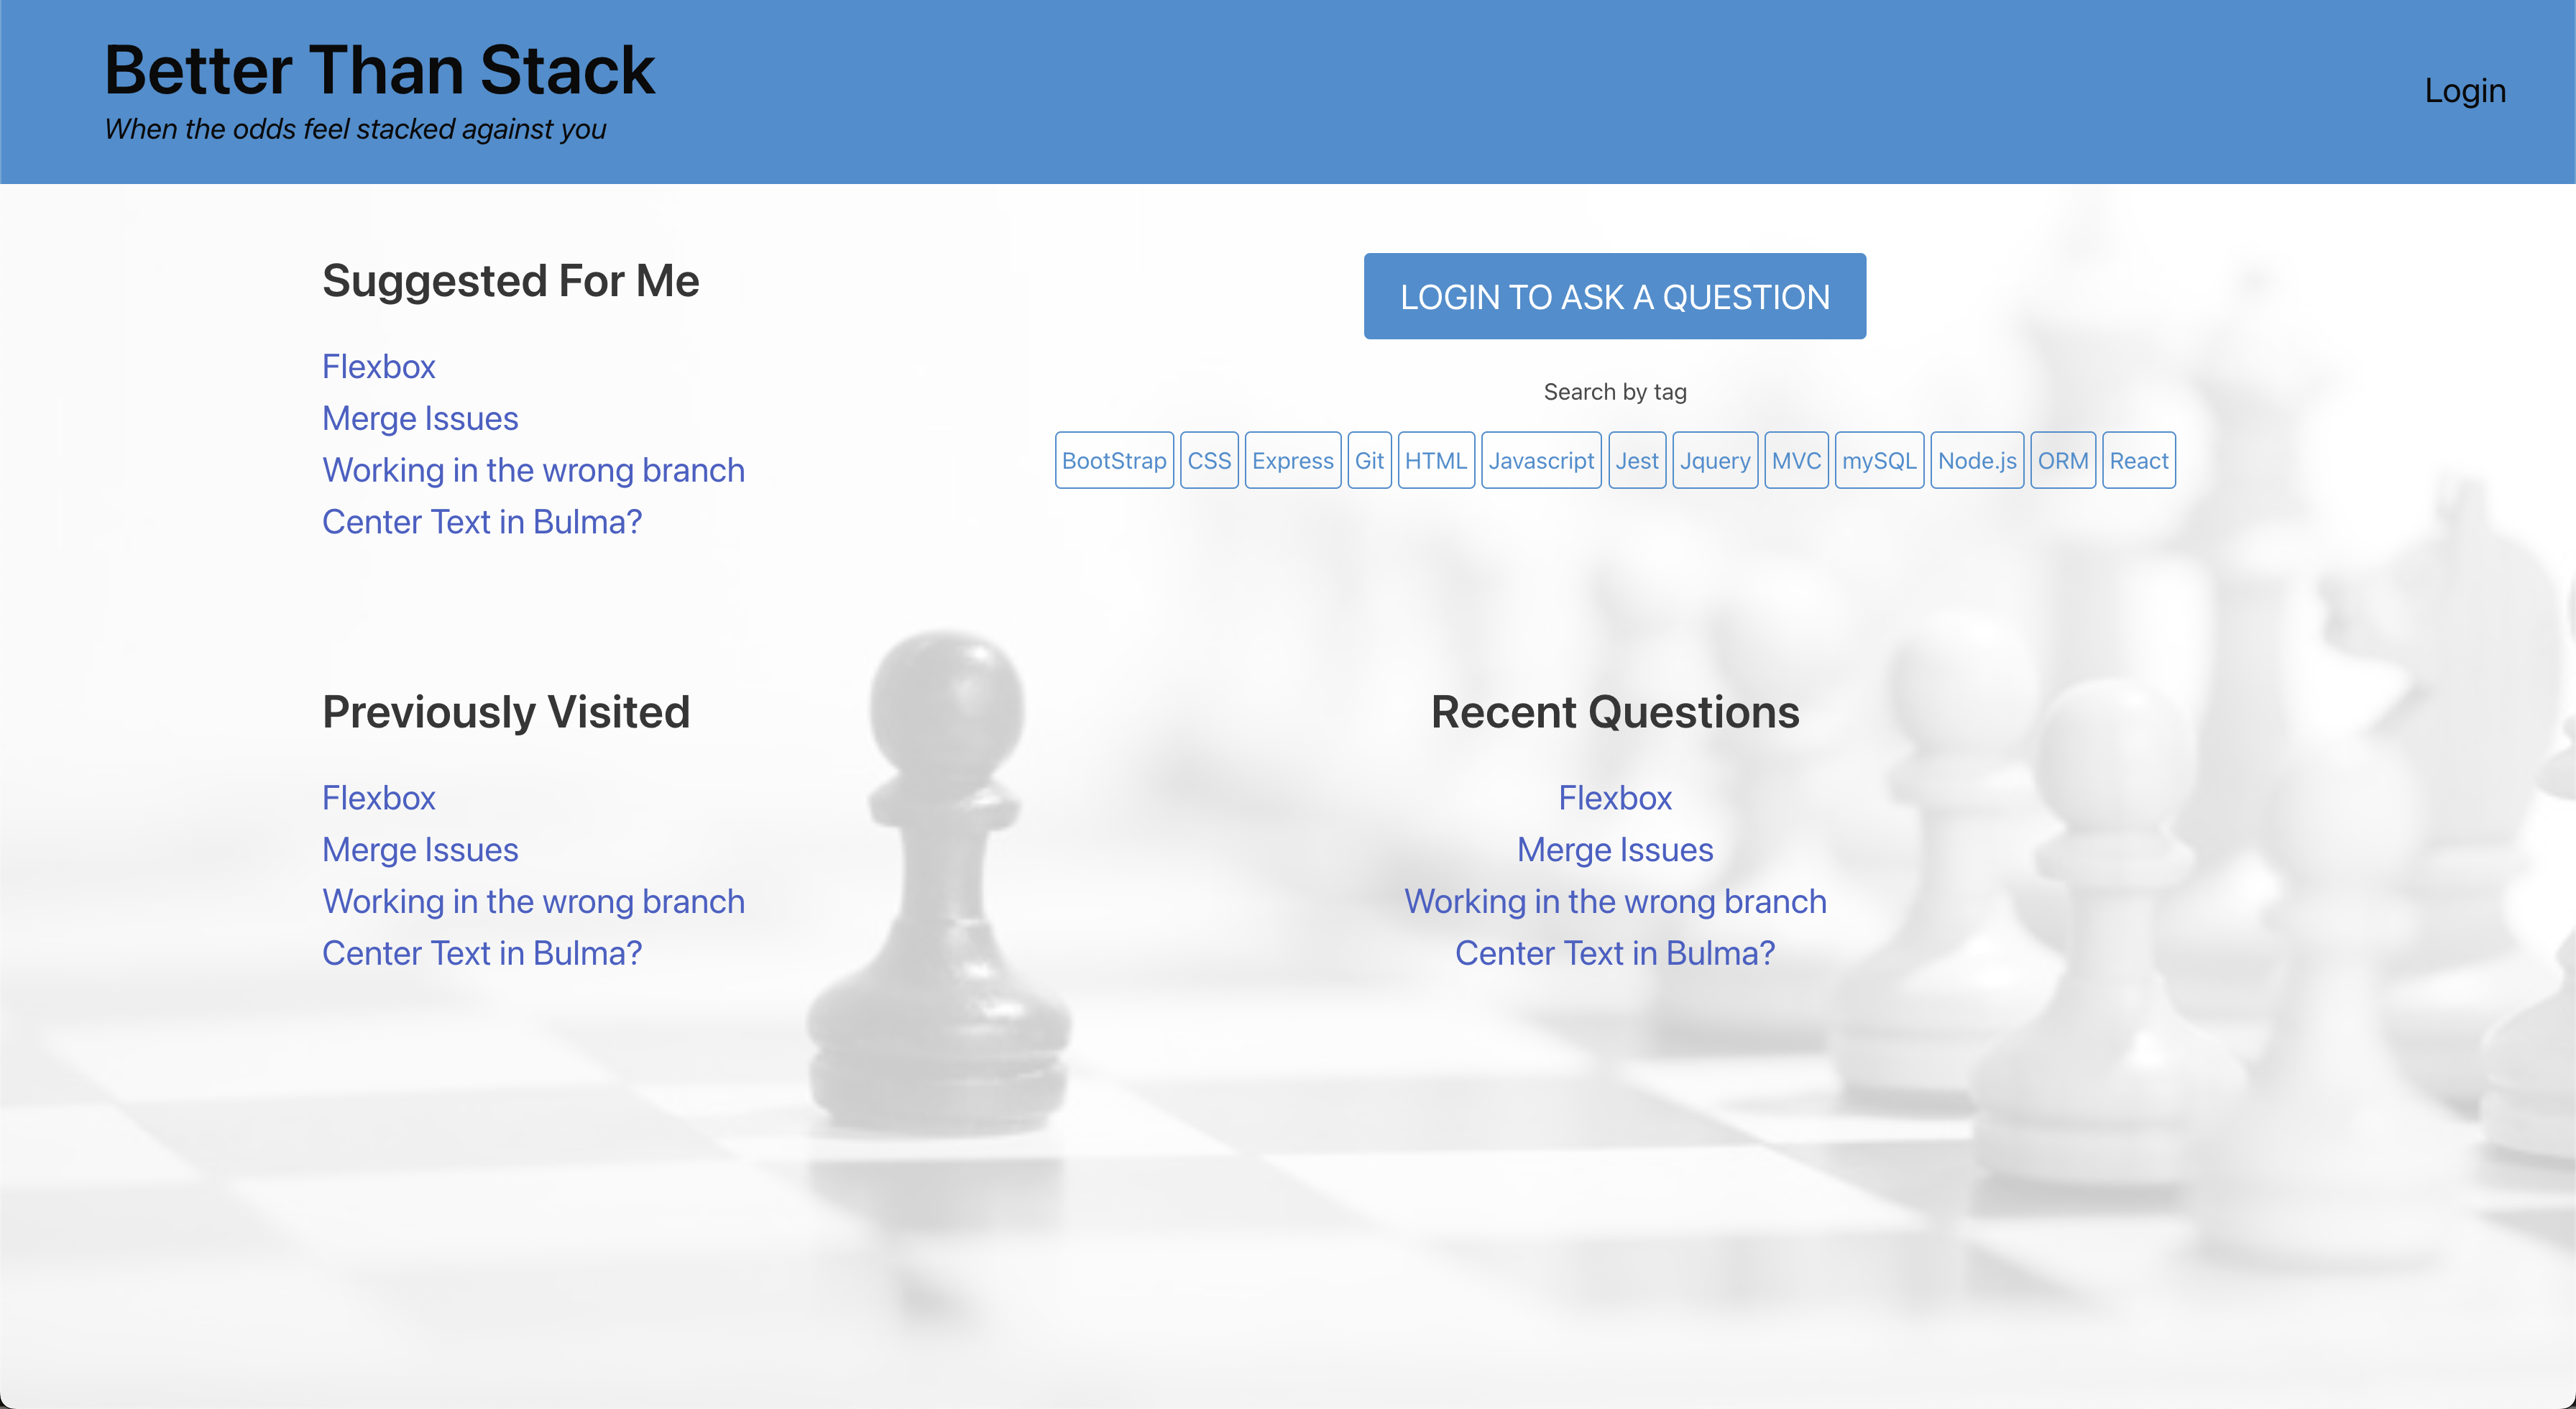 Better Than Stack
When the odds feel stacked against you
Login
Suggested For Me
Flexbox
Merge Issues
Working in the wrong branch
Center Text in Bulma?
LOGIN TO ASK A QUESTION
Search by tag
BootStrap CSS Express Git HTML Javascript Jest Jquery MVC mySQL Node.js ORM React
Previously Visited
Flexbox
Merge Issues
Working in the wrong branch
Center Text in Bulma?
Recent Questions
Flexbox
Merge Issues
Working in the wrong branch
Center Text in Bulma?